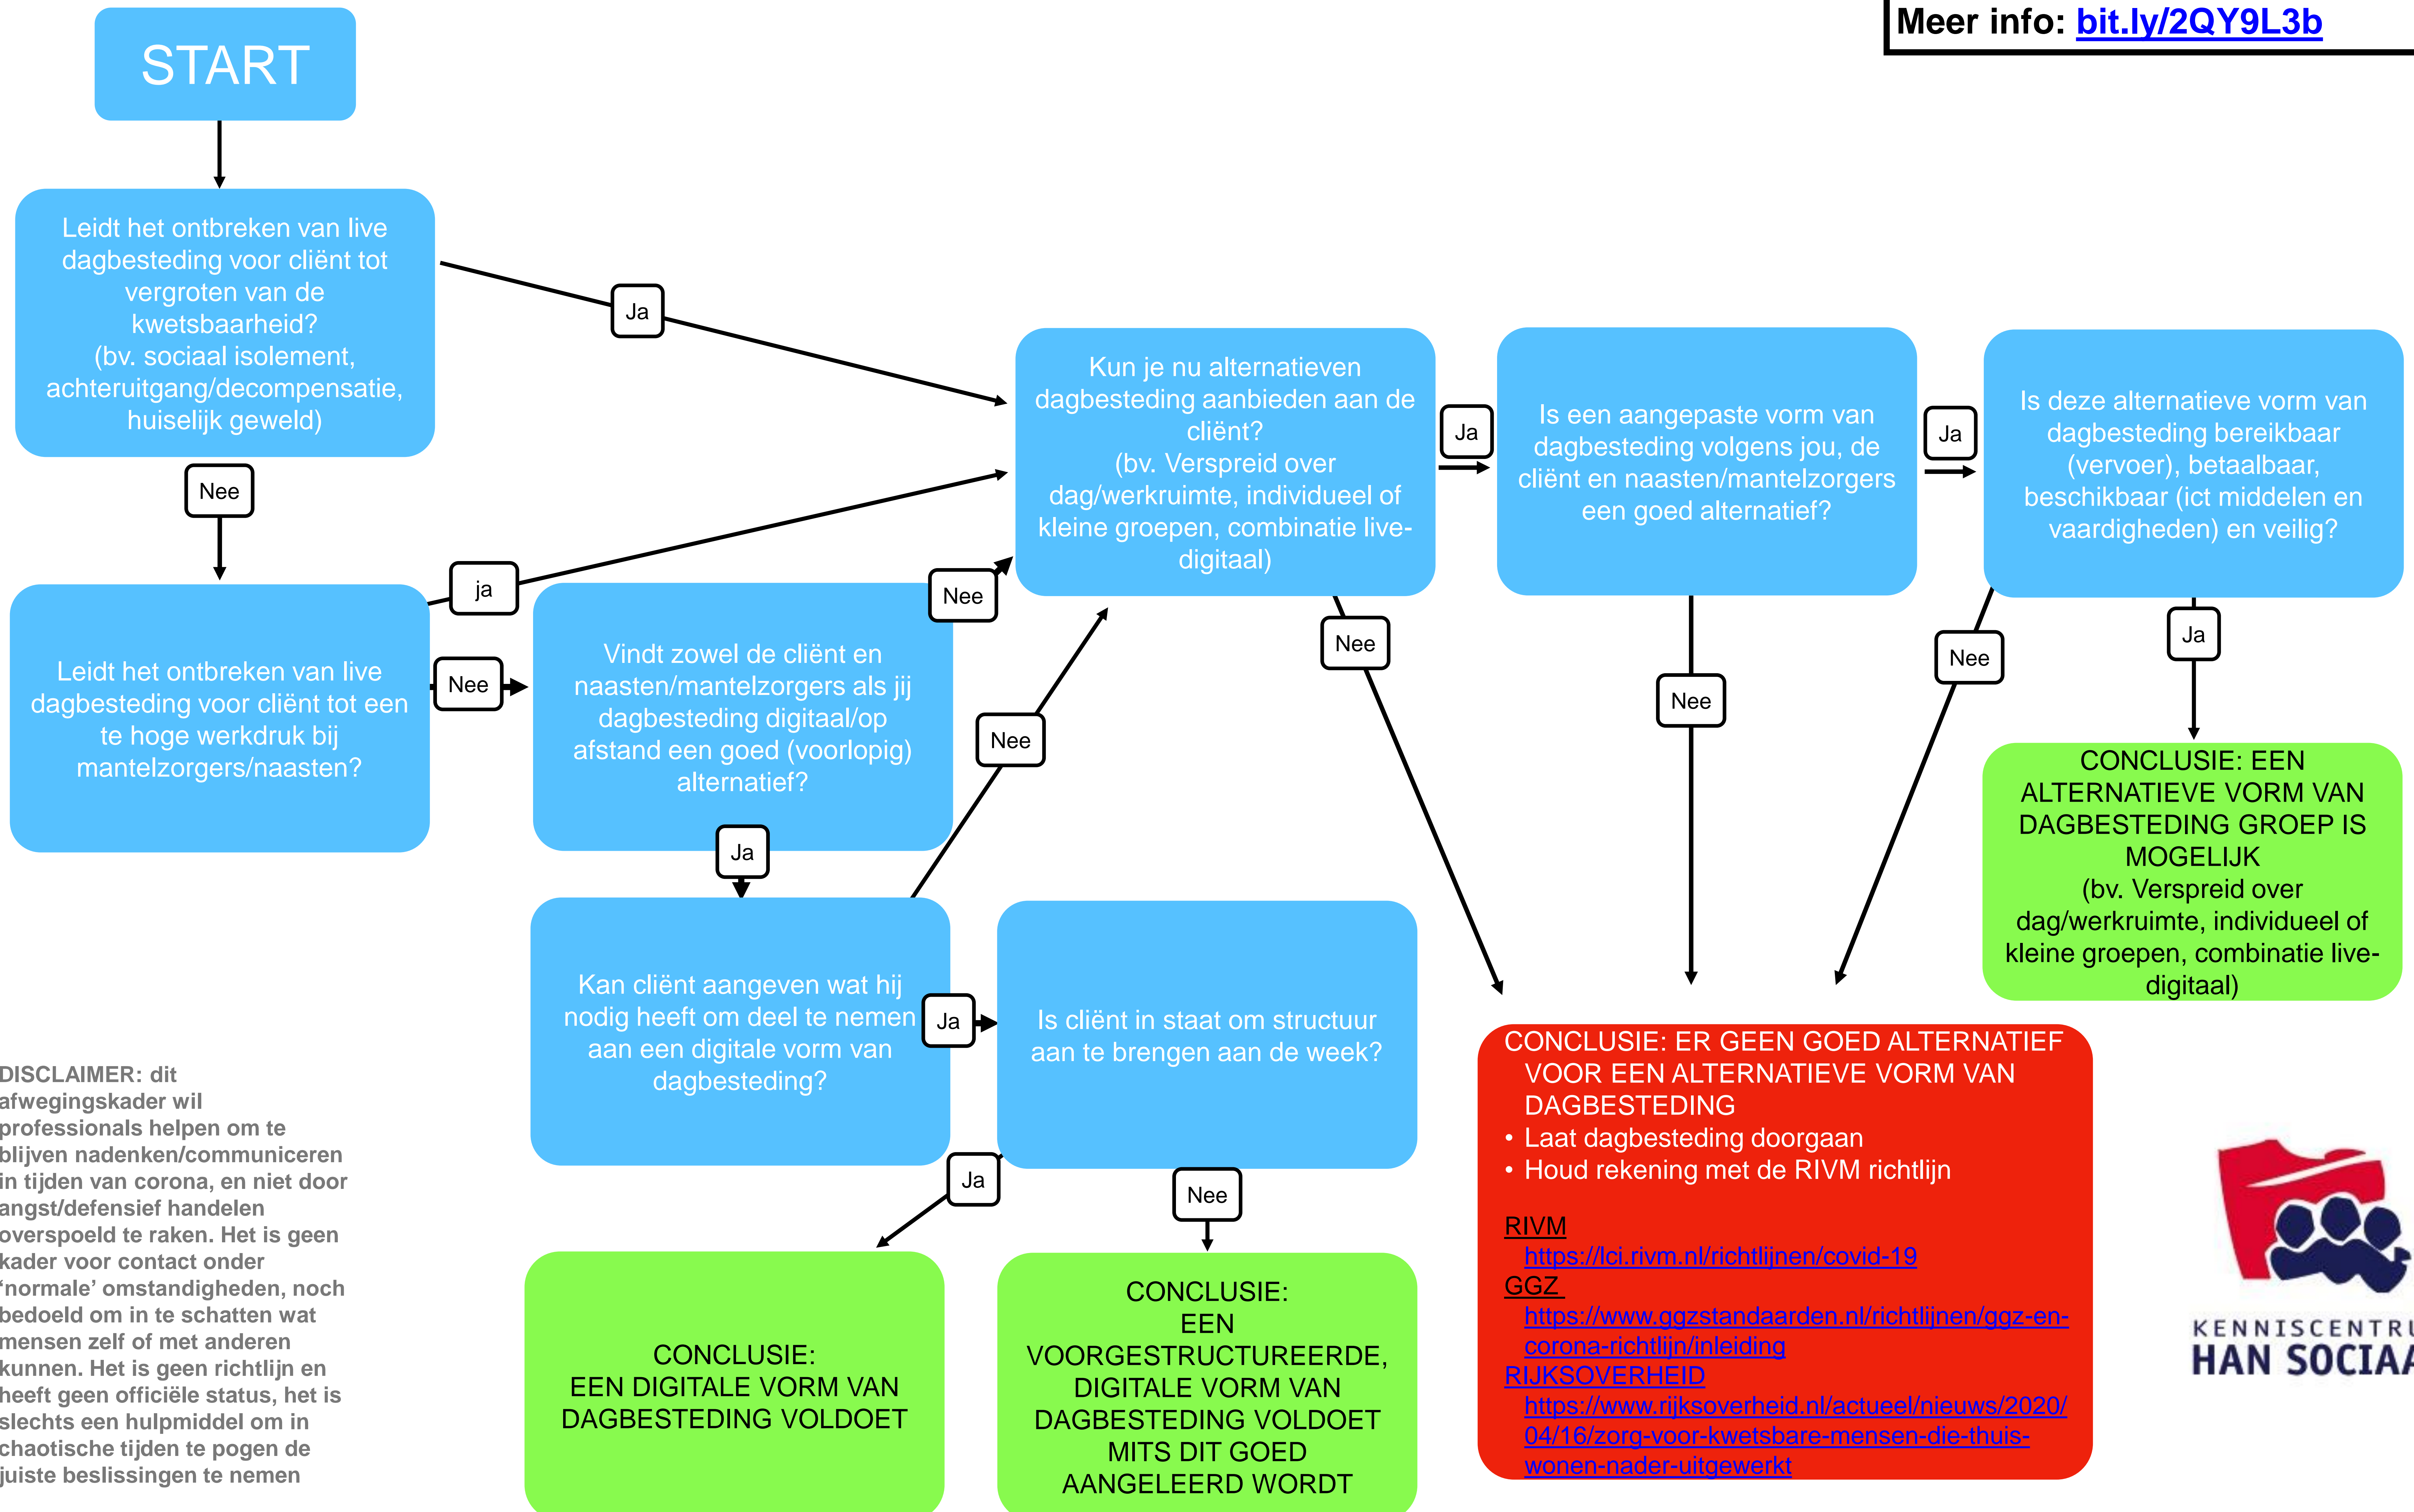 Meer info: bit.ly/2QY9L3b
START
Leidt het ontbreken van live
dagbesteding voor cliënt tot
vergroten van de
kwetsbaarheid?
(bv. sociaal isolement,
achteruitgang/decompensatie,
huiselijk geweld)
Ja
Nee
Leidt het ontbreken van live
dagbesteding voor cliënt tot een
te hoge werkdruk bij
mantelzorgers/naasten?
ja
Nee
Vindt zowel de cliënt en
naasten/mantelzorgers als jij
dagbesteding digitaal/op
afstand een goed (voorlopig)
alternatief?
Nee
Ja
Kan cliënt aangeven wat hij
nodig heeft om deel te nemen
aan een digitale vorm van
dagbesteding?
Nee
Ja
Is cliënt in staat om structuur
aan te brengen aan de week?
Ja
Nee
CONCLUSIE:
EEN DIGITALE VORM VAN
DAGBESTEDING VOLDOET
CONCLUSIE:
EEN
VOORGESTRUCTUREERDE,
DIGITALE VORM VAN
DAGBESTEDING VOLDOET
MITS DIT GOED
AANGELEERD WORDT
Kun je nu alternatieven
dagbesteding aanbieden aan de
cliënt?
(bv. Verspreid over
dag/werkruimte, individueel of
kleine groepen, combinatie live-
digitaal)
Ja
Nee
Is een aangepaste vorm van
dagbesteding volgens jou, de
cliënt en naasten/mantelzorgers
een goed alternatief?
Ja
Nee
Is deze alternatieve vorm van
dagbesteding bereikbaar
(vervoer), betaalbaar,
beschikbaar (ict middelen en
vaardigheden) en veilig?
Nee
Ja
CONCLUSIE: EEN
ALTERNATIEVE VORM VAN
DAGBESTEDING GROEP IS
MOGELIJK
(bv. Verspreid over
dag/werkruimte, individueel of
kleine groepen, combinatie live-
digitaal)
CONCLUSIE: ER GEEN GOED ALTERNATIEF
VOOR EEN ALTERNATIEVE VORM VAN
DAGBESTEDING
• Laat dagbesteding doorgaan
• Houd rekening met de RIVM richtlijn
RIVM
https://lci.rivm.nl/richtlijnen/covid-19
GGZ
https://www.ggzstandaarden.nl/richtlijnen/ggz-en-
corona-richtlijn/inleiding
RIJKSOVERHEID
https://www.rijksoverheid.nl/actueel/nieuws/2020/
04/16/zorg-voor-kwetsbare-mensen-die-thuis-
wonen-nader-uitgewerkt
DISCLAIMER: dit
afwegingskader wil
professionals helpen om te
blijven nadenken/communiceren
in tijden van corona, en niet door
angst/defensief handelen
overspoeld te raken. Het is geen
kader voor contact onder
‘normale’ omstandigheden, noch
bedoeld om in te schatten wat
mensen zelf of met anderen
kunnen. Het is geen richtlijn en
heeft geen officiële status, het is
slechts een hulpmiddel om in
chaotische tijden te pogen de
juiste beslissingen te nemen
KENNISCENTRU
HAN SOCIAA